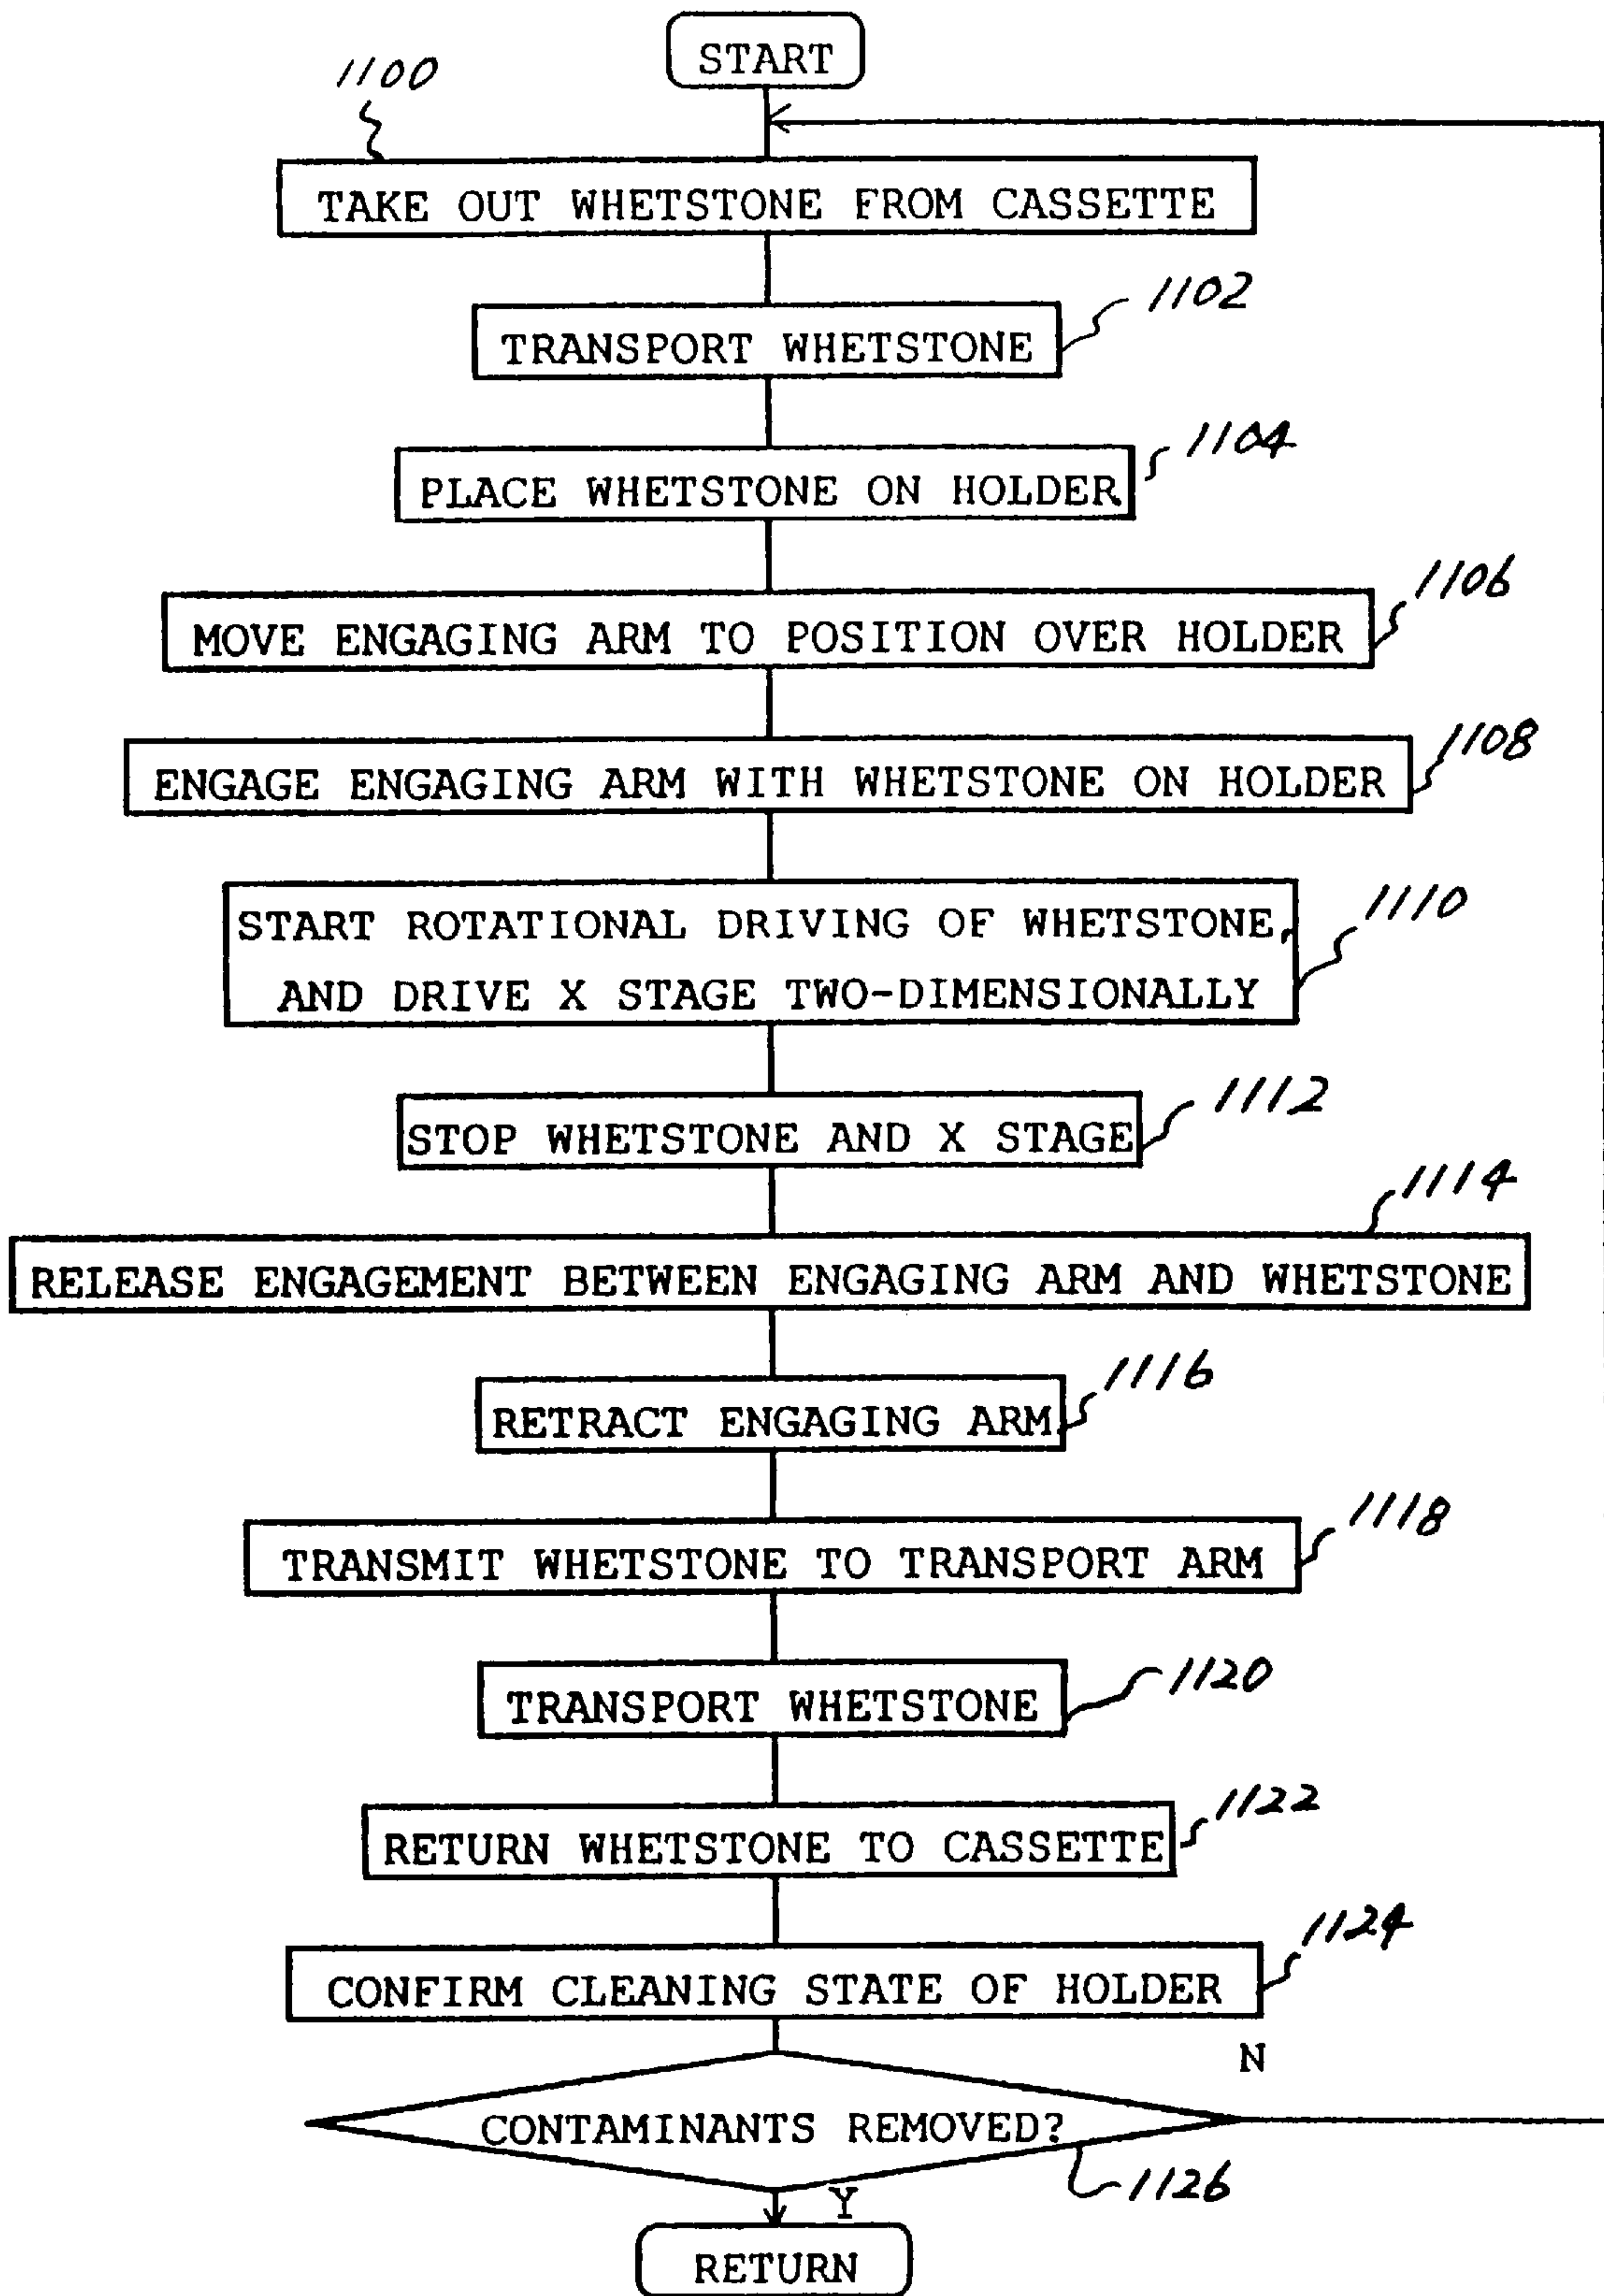 START
1100
TAKE OUT WHETSTONE FROM CASSETTE
1102
TRANSPORT WHETSTONE
1104
PLACE WHETSTONE ON HOLDER
1106
MOVE ENGAGING ARM TO POSITION OVER HOLDER
1108
ENGAGE ENGAGING ARM WITH WHETSTONE ON HOLDER
1110
START ROTATIONAL DRIVING OF WHETSTONE,
AND DRIVE X STAGE TWO-DIMENSIONALLY
1112
STOP WHETSTONE AND X STAGE
1114
RELEASE ENGAGEMENT BETWEEN ENGAGING ARM AND WHETSTONE
1116
RETRACT ENGAGING ARM
1118
TRANSMIT WHETSTONE TO TRANSPORT ARM
1120
TRANSPORT WHETSTONE
1122
RETURN WHETSTONE TO CASSETTE
1124
CONFIRM CLEANING STATE OF HOLDER
N
CONTAMINANTS REMOVED?
1126
Y
RETURN